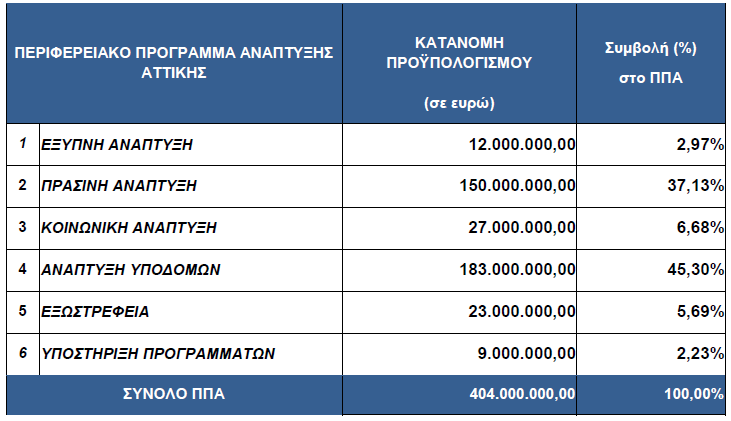 ΠΕΡΙΦΕΡΕΙΑΚΟ ΠΡΟΓΡΑΜΜΑ ΑΝΑΠΤΥΞΗΣ
ΑΤΤΙΚΗΣ
ΚΑΤΑΝΟΜΗ
ΠΡΟΫΠΟΛΟΓΙΣΜΟΥ
(σε ευρώ)
Συμβολή (%)
στο ΠΠΑ
1 ΕΞΥΠΝΗ ΑΝΑΠΤΥΞΗ 12.000.000,00 2,97%
2 ΠΡΑΣΙΝΗ ΑΝΑΠΤΥΞΗ 150.000.000,00 37,13%
3 ΚΟΙΝΩΝΙΚΗ ΑΝΑΠΤΥΞΗ 27.000.000,00 6,68%
4 ΑΝΑΠΤΥΞΗ ΥΠΟΔΟΜΩΝ 183.000.000,00 45,30%
5 ΕΞΩΣΤΡΕΦΕΙΑ 23.000.000,00 5,69%
6 ΥΠΟΣΤΗΡΙΞΗ ΠΡΟΓΡΑΜΜΑΤΩΝ 9.000.000,00 2,23%
ΣΥΝΟΛΟ ΠΠΑ 404.000.000,00 100,00%